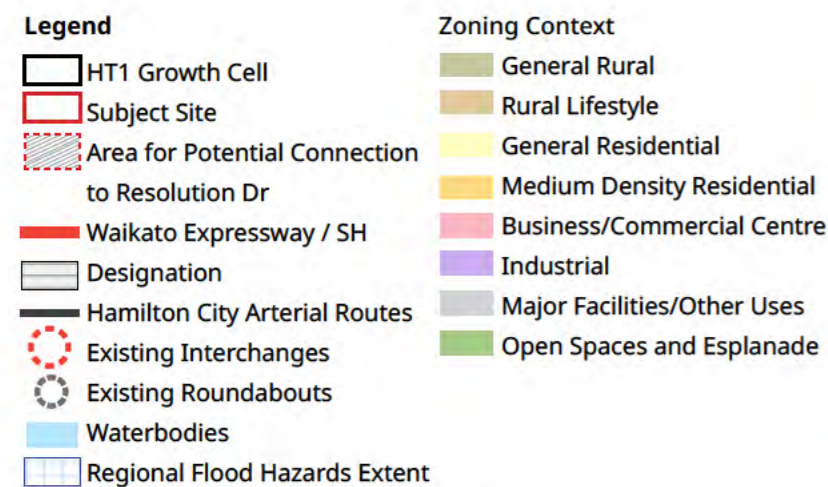 Legend
HT1 Growth Cell
Subject Site
Area for Potential Connection
to Resolution Dr
Waikato Expressway / SH
Designation
Hamilton City Arterial Routes
Existing Interchanges
Existing Roundabouts
Waterbodies
Regional Flood Hazards Extent
Zoning Context
General Rural
Rural Lifestyle
General Residential
Medium Density Residential
Business/Commercial Centre
Industrial
Major Facilities/Other Uses
Open Spaces and Esplanade